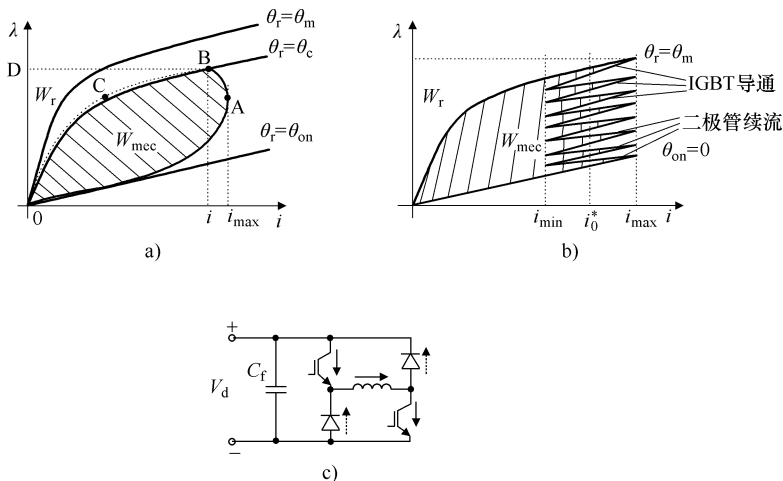 λ
θr=θm
θr=θc
D
B
C
A
Wr
Wmec
θr=θon
0
i
imax
i
a)
λ
θr=θm
IGBT导通
Wr
Wmec
二极管续流
θon=0
imin
i0*
imax
i
b)
+
Vd
Cf
−
c)